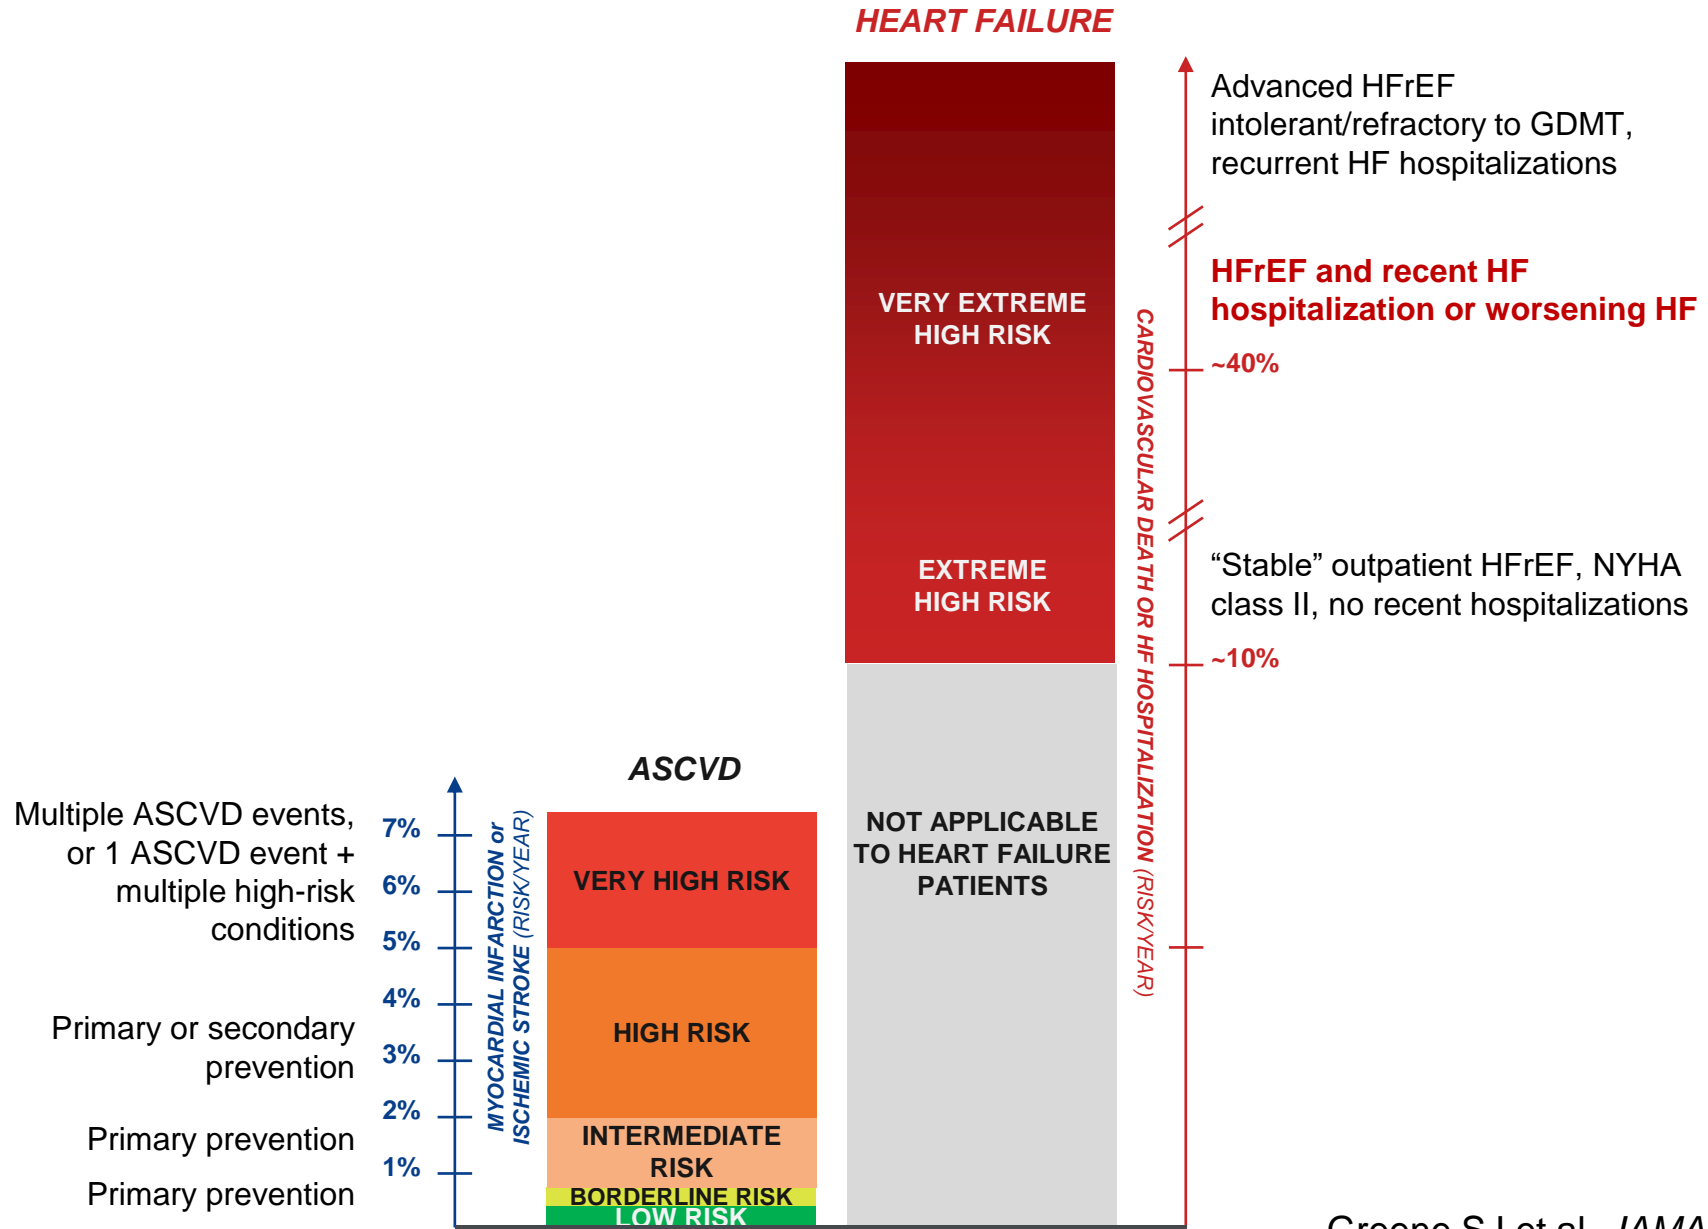 HEART FAILURE
Advanced HFrEF
intolerant/refractory to GDMT,
recurrent HF hospitalizations
HFrEF and recent HF
hospitalization or worsening HF
VERY EXTREME
HIGH RISK
~40%
CARDIOVASCULAR DEATH OR HF HOSPITALIZATION (RISK/YEAR)
EXTREME
HIGH RISK
“Stable” outpatient HFrEF, NYHA
class II, no recent hospitalizations
~10%
ASCVD
Multiple ASCVD events,
or 1 ASCVD event +
multiple high-risk
conditions
7%
6%
5%
4%
3%
2%
1%
MYOCARDIAL INFARCTION or
ISCHEMIC STROKE (RISK/YEAR)
VERY HIGH RISK
NOT APPLICABLE
TO HEART FAILURE
PATIENTS
Primary or secondary
prevention
HIGH RISK
Primary prevention
INTERMEDIATE
RISK
Primary prevention
BORDERLINE RISK
LOW RISK
Greene SJ et al. JAMA